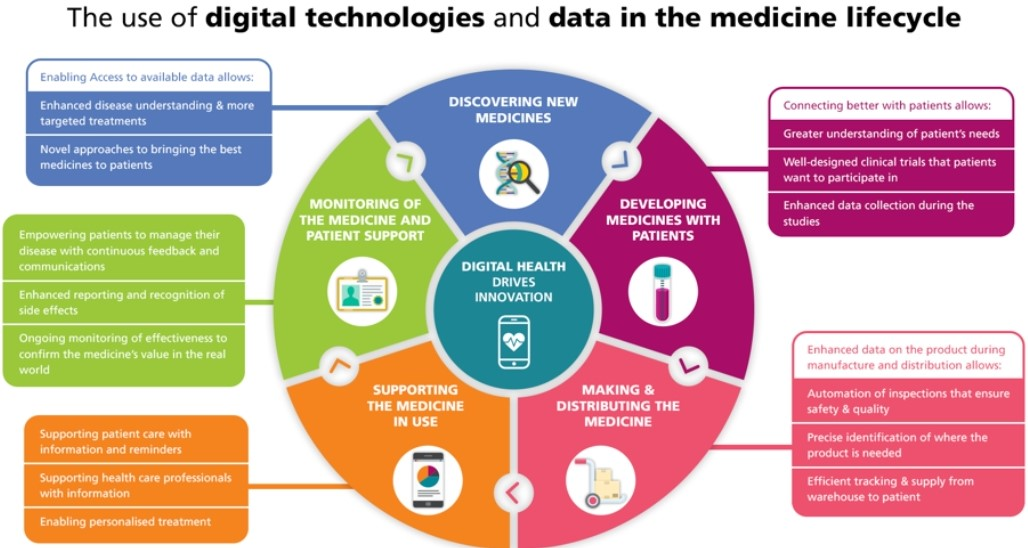 The use of digital technologies and data in the medicine lifecycle
Enabling Access to available data allows:
Enhanced disease understanding & more
targeted treatments
Novel approaches to bringing the best
medicines to patients
DISCOVERING NEW
MEDICINES
Connecting better with patients allows:
Greater understanding of patient's needs
Well-designed clinical trials that patients
want to participate in
Enhanced data collection during the
studies
MONITORING OF
THE MEDICINE AND
PATIENT SUPPORT
DEVELOPING
MEDICINES WITH
PATIENTS
Empowering patients to manage their
disease with continuous feedback and
communications
Enhanced reporting and recognition of
side effects
Ongoing monitoring of effectiveness to
confirm the medicine's value in the real
world
DIGITAL HEALTH
DRIVES
INNOVATION
Enhanced data on the product during
manufacture and distribution allows:
Automation of inspections that ensure
safety & quality
Precise identification of where the
product is needed
Efficient tracking & supply from
warehouse to patient
SUPPORTING
THE MEDICINE
IN USE
MAKING &
DISTRIBUTING THE
MEDICINE
Supporting patient care with
information and reminders
Supporting health care professionals
with information
Enabling personalised treatment